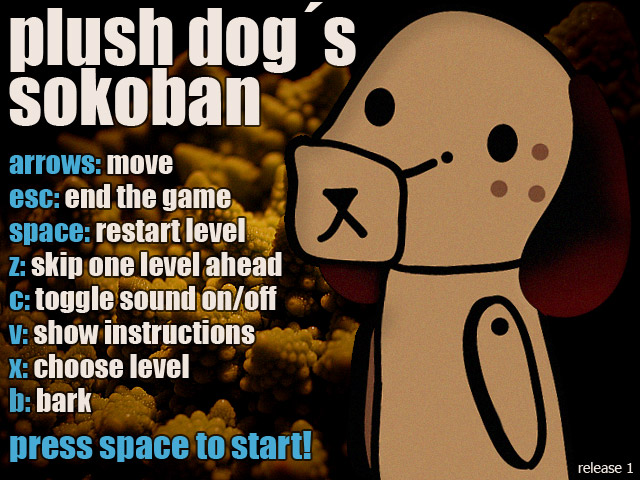 plush dog´s
sokoban
arrows: move
esc: end the game
space: restart level
z: skip one level ahead
c: toggle sound on/off
v: show instructions
x: choose level
b: bark
press space to start!
release 1